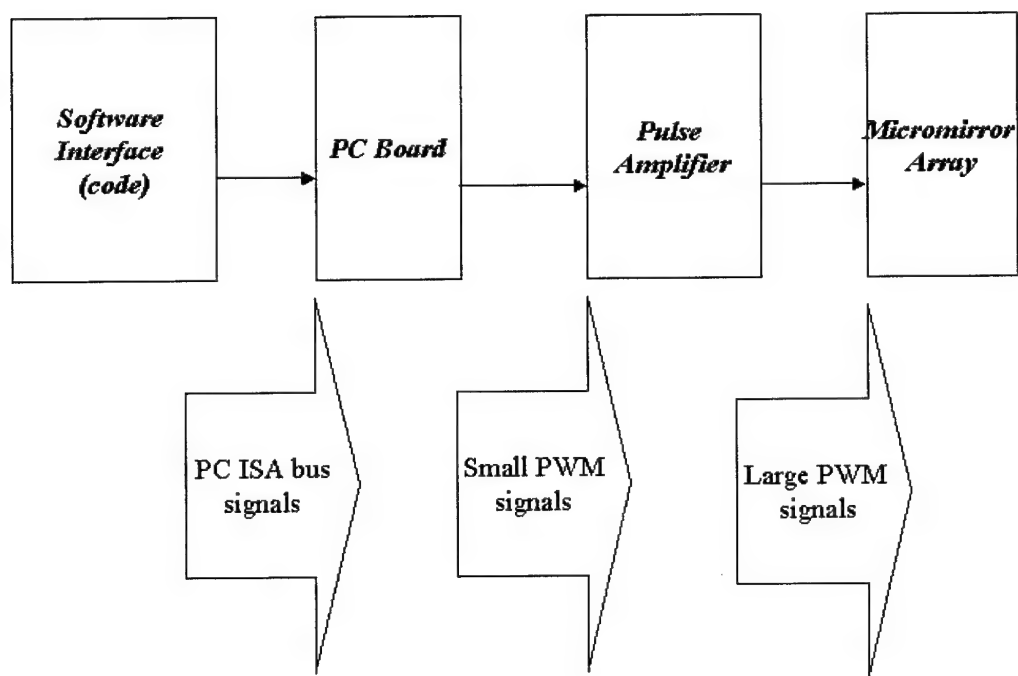 Software
Interface
(code)
PC Board
Pulse
Amplifier
Micromirror
Array
PC ISA bus
signals
Small PWM
signals
Large PWM
signals